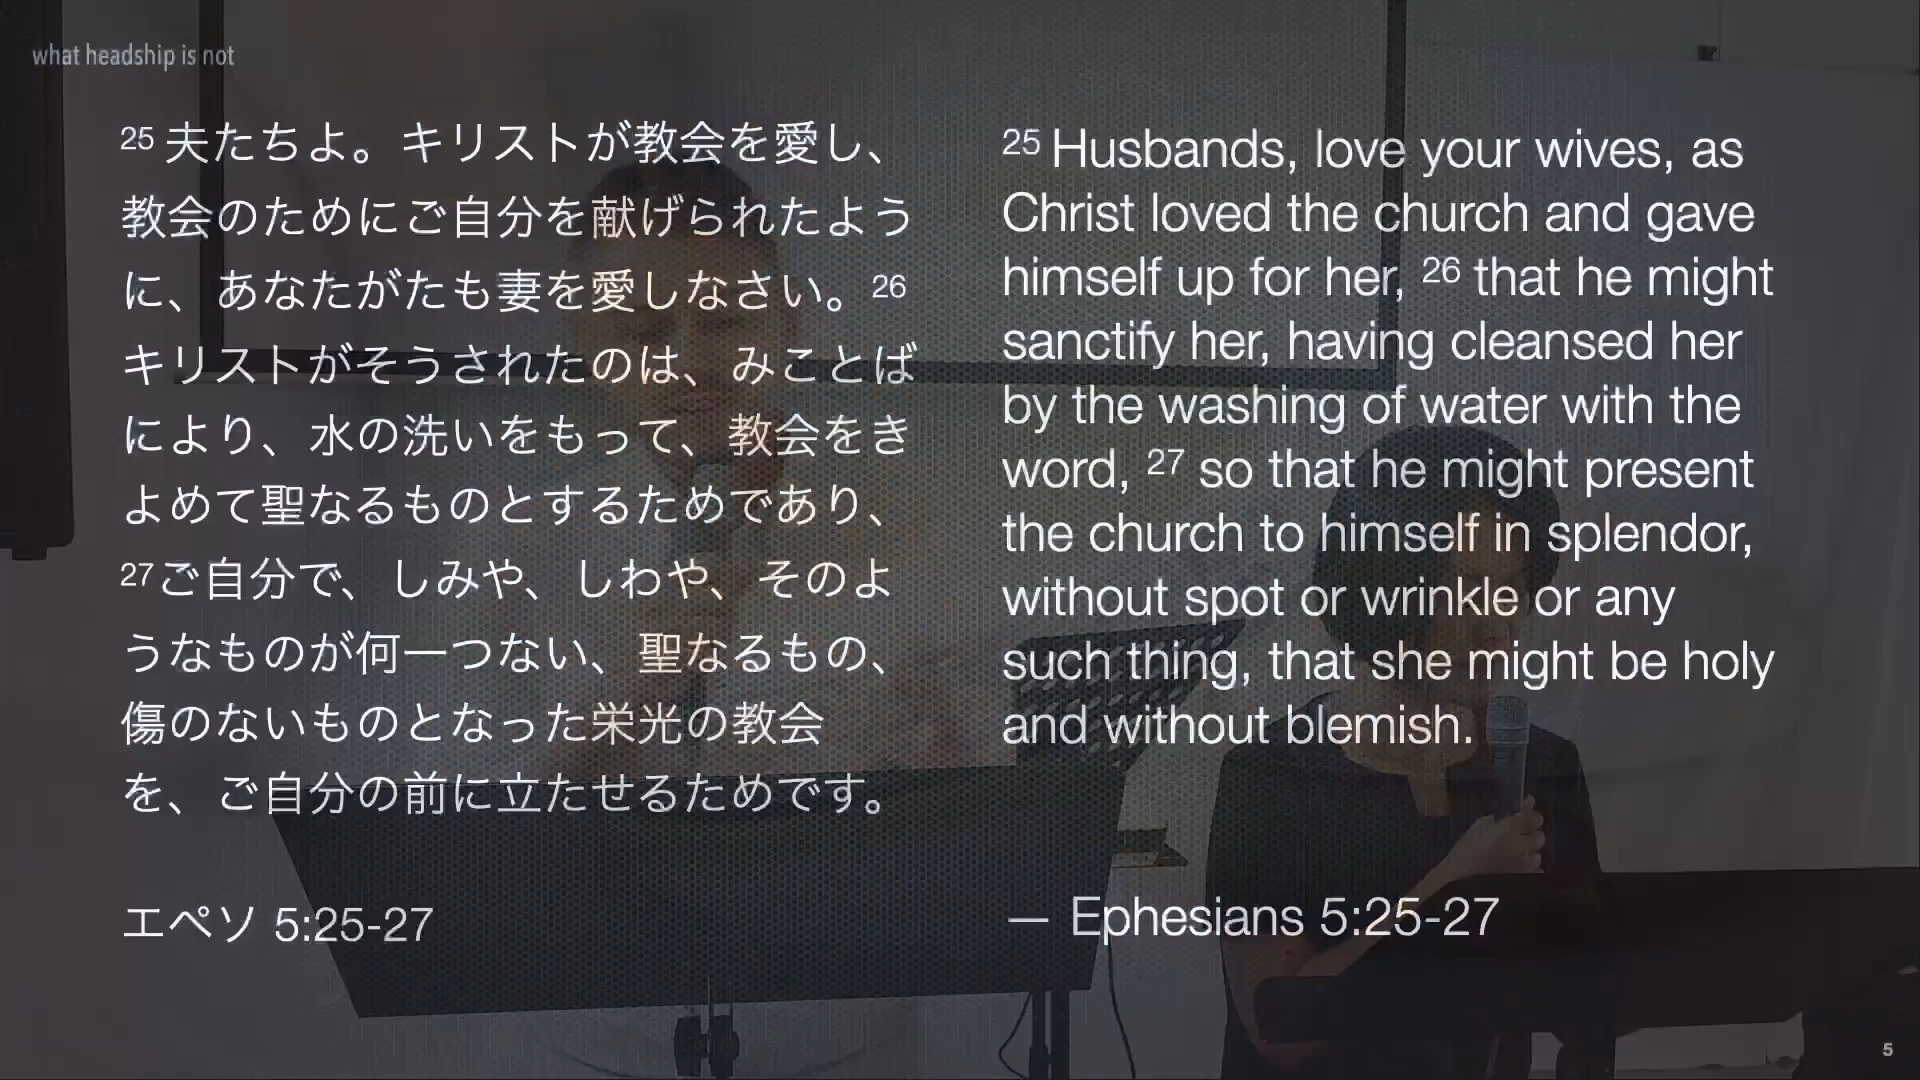 what headship is not
25 夫たちよ。キリストが教会を愛し、
教会のためにご自分を献げられたよう
に、あなたがたも妻を愛しなさい。26
キリストがそうされたのは、みことば
により、水の洗いをもって、教会をき
よめて聖なるものとするためであり、
27ご自分で、しみや、しわや、そのよ
うなものが何一つない、聖なるもの、
傷のないものとなった栄光の教会
を、ご自分の前に立たせるためです。
エペソ 5:25-27
25 Husbands, love your wives, as
Christ loved the church and gave
himself up for her, 26 that he might
sanctify her, having cleansed her
by the washing of water with the
word, 27 so that he might present
the church to himself in splendor,
without spot or wrinkle or any
such thing, that she might be holy
and without blemish.
— Ephesians 5:25-27
5